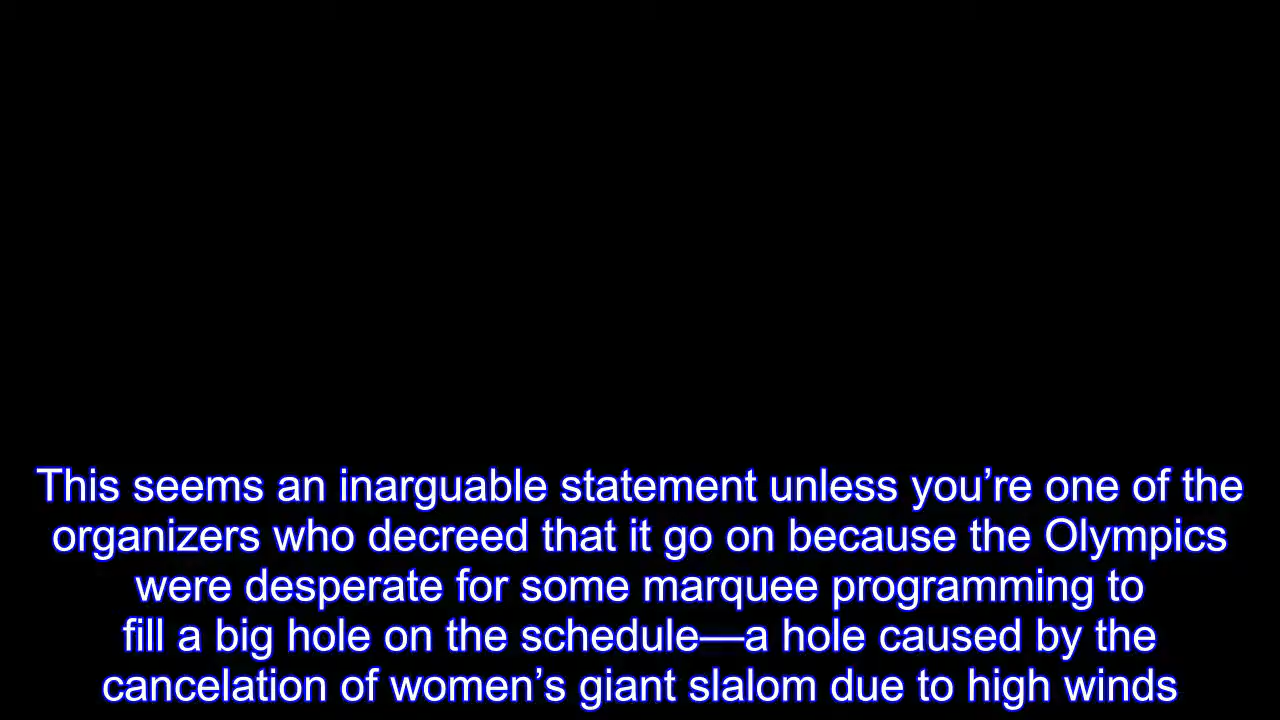 This seems an inarguable statement unless you’re one of the
organizers who decreed that it go on because the Olympics
were desperate for some marquee programming to
fill a big hole on the schedule—a hole caused by the
cancelation of women’s giant slalom due to high winds